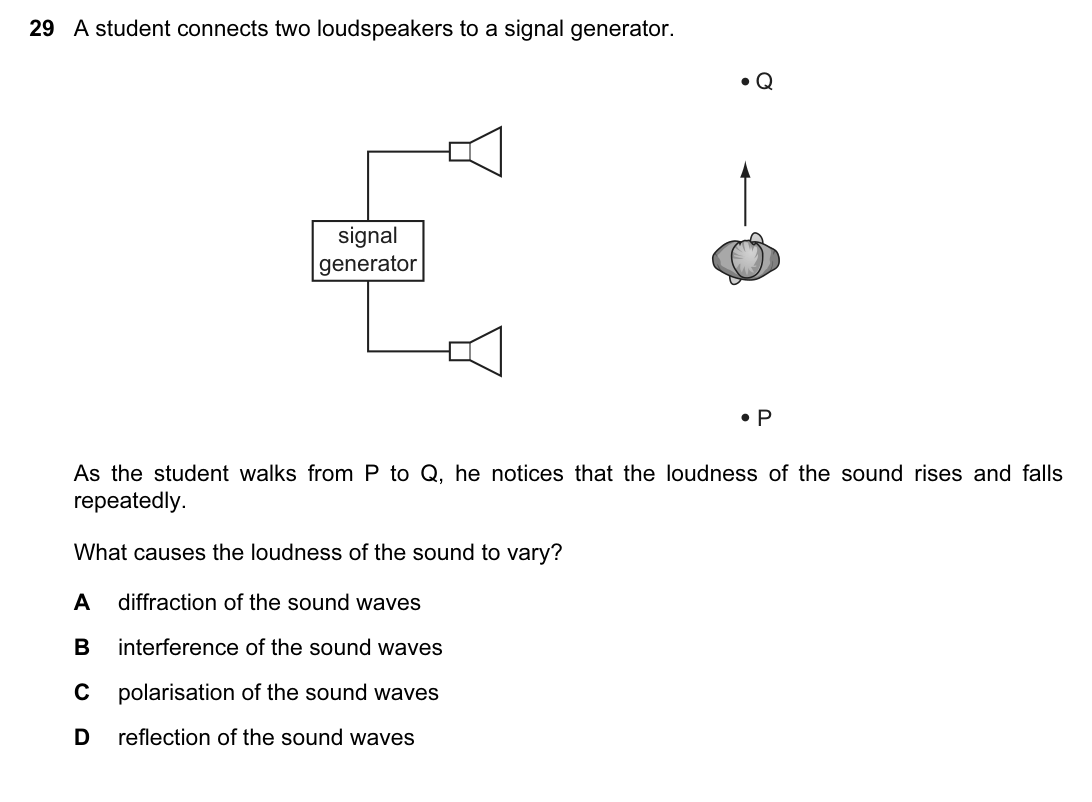 29 A student connects two loudspeakers to a signal generator.
• Q
signal
generator
• P
As the student walks from P to Q, he notices that the loudness of the sound rises and falls
repeatedly.
What causes the loudness of the sound to vary?
A diffraction of the sound waves
B interference of the sound waves
C polarisation of the sound waves
D reflection of the sound waves